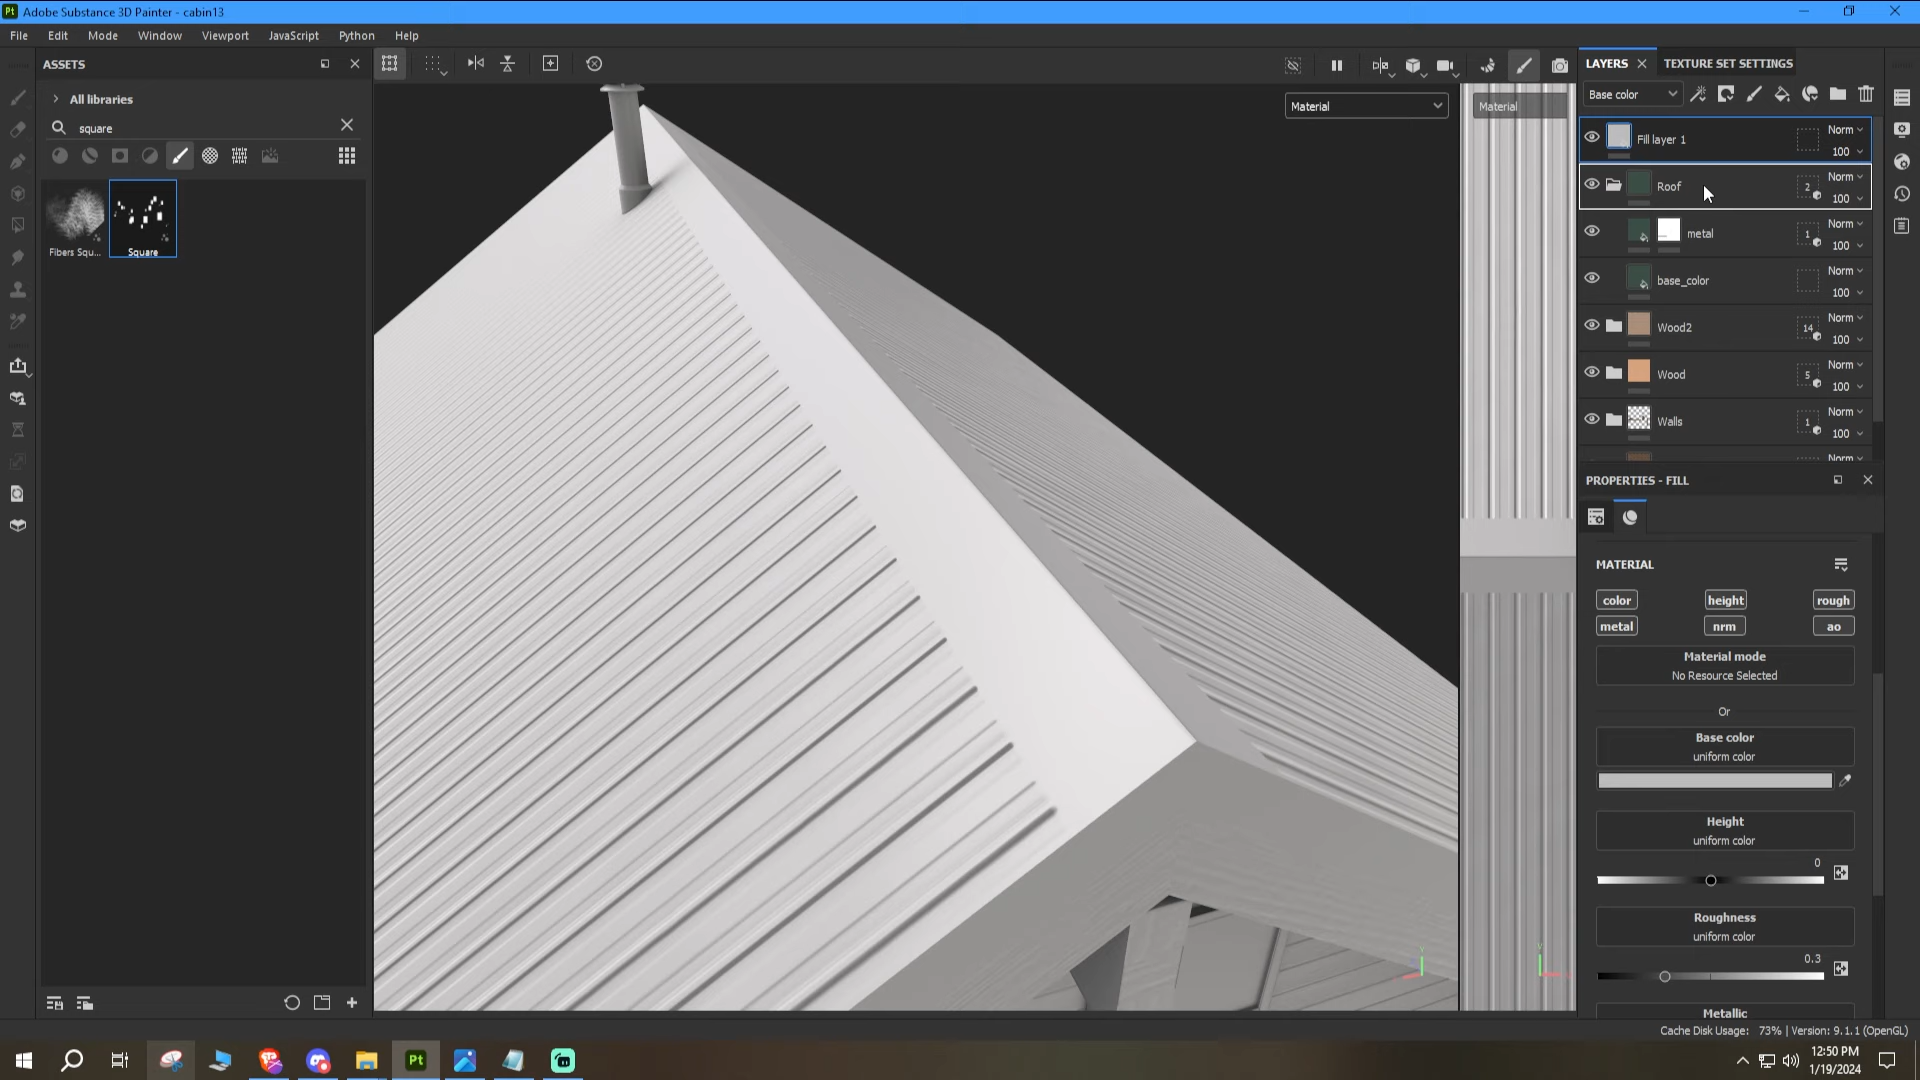 Pt Adobe Substance 3D Painter - cabin13
File Edit Mode Window Viewport JavaScript Python Help
ASSETS
All libraries
square
Fibers Squ...
Square
Material
Material
LAYERS
TEXTURE SET SETTINGS
Base color
Fill layer 1
Norm
100
Roof
2
Norm
100
metal
1
Norm
100
base_color
Norm
100
Wood2
14
Norm
100
Wood
5
Norm
100
Walls
1
Norm
100
Norm
PROPERTIES - FILL
MATERIAL
color height rough
metal nrm ao
Material mode
No Resource Selected
Or
Base color
uniform color
Height
uniform color
0
Roughness
uniform color
0.3
Metallic
Cache Disk Usage: 73% | Version: 9.1.1 (OpenGL)
Pt
12:50 PM
1/19/2024